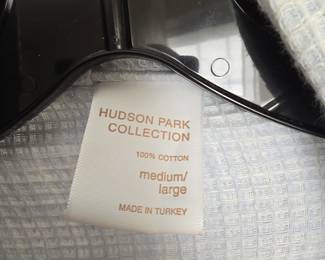 HUDSON PARK
COLLECTION
100% COTTON
medium/
large
MADE IN TURKEY